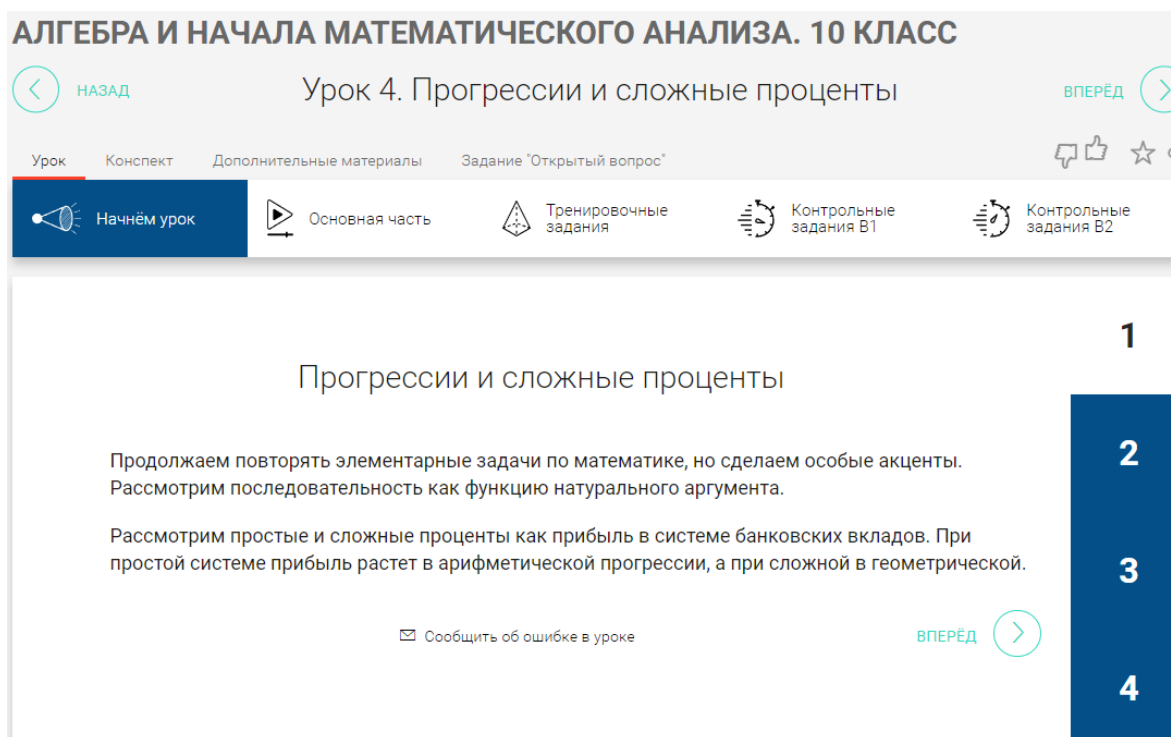 АЛГЕБРА И НАЧАЛА МАТЕМАТИЧЕСКОГО АНАЛИЗА. 10 КЛАСС
НАЗАД
Урок 4. Прогрессии и сложные проценты
ВПЕРЁД
Урок
Конспект
Дополнительные материалы
Задание "Открытый вопрос"
Начнём урок
Основная часть
Тренировочные
задания
Контрольные
задания В1
Контрольные
задания В2
1
Прогрессии и сложные проценты
2
Продолжаем повторять элементарные задачи по математике, но сделаем особые акценты.
Рассмотрим последовательность как функцию натурального аргумента.
Рассмотрим простые и сложные проценты как прибыль в системе банковских вкладов. При
простой системе прибыль растет в арифметической прогрессии, а при сложной в геометрической.
3
Сообщить об ошибке в уроке
ВПЕРЁД
4